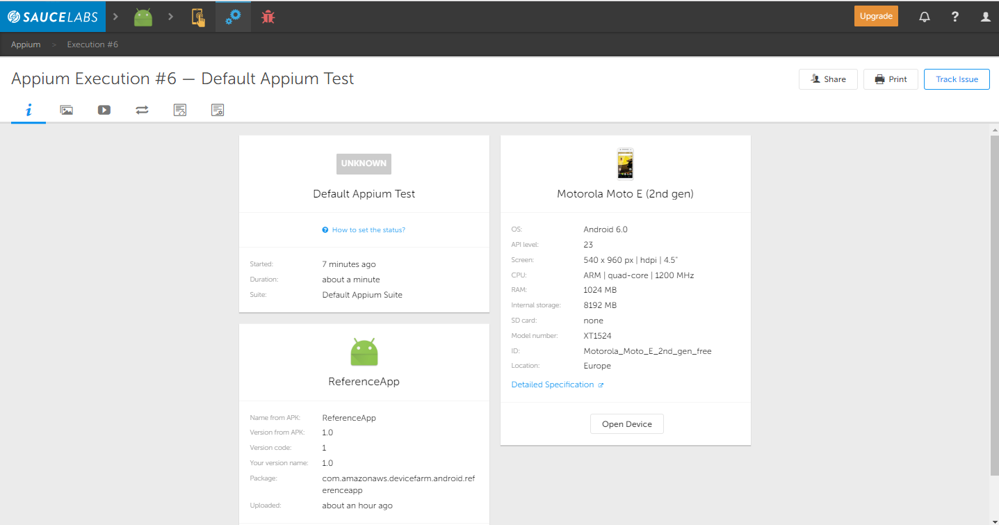 SAUCELABS
Upgrade
?
Appium > Execution #6
Appium Execution #6 — Default Appium Test
Share
Print
Track Issue
i
UNKNOWN
Default Appium Test
How to set the status?
Started: 7 minutes ago
Duration: about a minute
Suite: Default Appium Suite
ReferenceApp
Name from APK: ReferenceApp
Version from APK: 1.0
Version code: 1
Your version name: 1.0
Package: com.amazonaws.devicefarm.android.ref
erenceapp
Uploaded: about an hour ago
Motorola Moto E (2nd gen)
OS: Android 6.0
API level: 23
Screen: 540 x 960 px | hdpi | 4.5"
CPU: ARM | quad-core | 1200 MHz
RAM: 1024 MB
Internal storage: 8192 MB
SD card: none
Model number: XT1524
ID: Motorola_Moto_E_2nd_gen_free
Location: Europe
Detailed Specification
Open Device